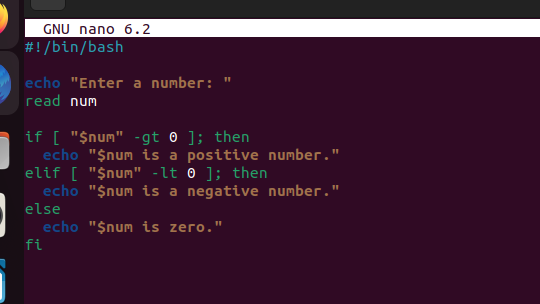 GNU nano 6.2
#!/bin/bash
echo "Enter a number: "
read num
if [ "$num" -gt 0 ]; then
  echo "$num is a positive number."
elif [ "$num" -lt 0 ]; then
  echo "$num is a negative number."
else
  echo "$num is zero."
fi